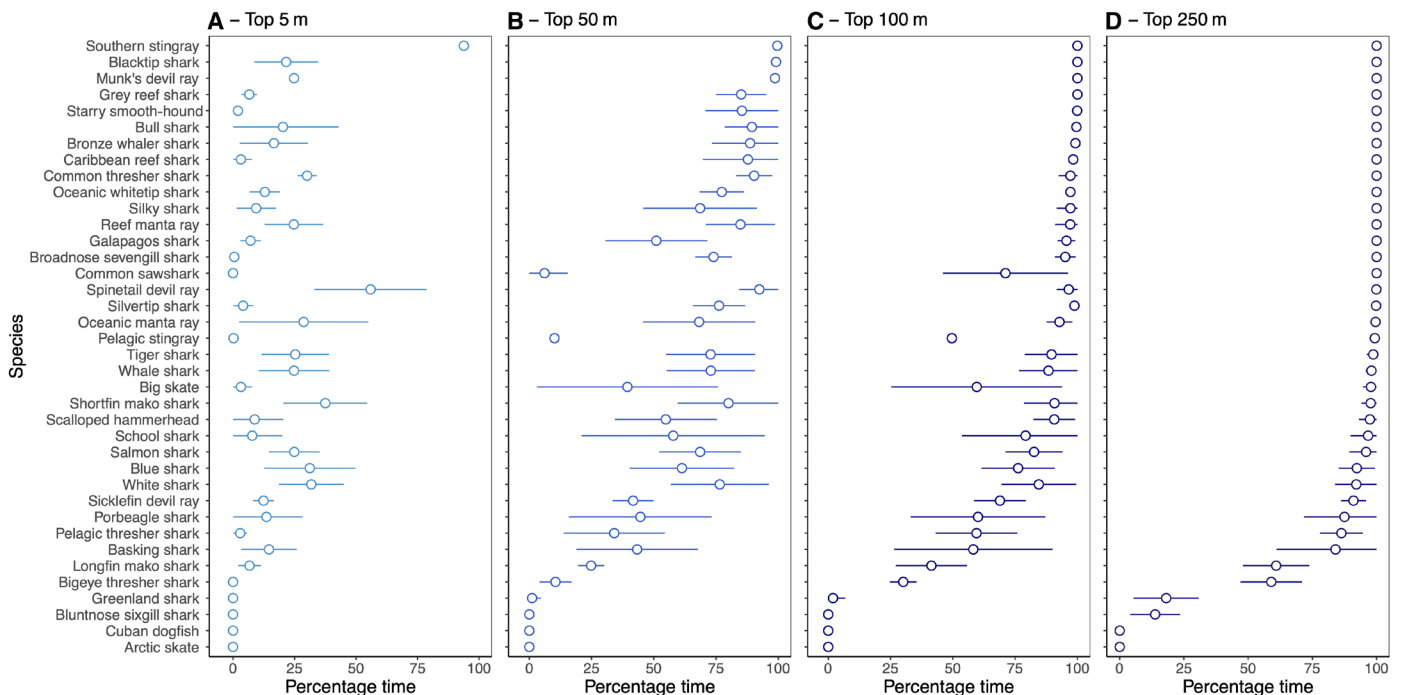 A – Top 5 m
B – Top 50 m
C – Top 100 m
D – Top 250 m
Species
Southern stingray
Blacktip shark
Munk's devil ray
Grey reef shark
Starry smooth-hound
Bull shark
Bronze whaler shark
Caribbean reef shark
Common thresher shark
Oceanic whitetip shark
Silky shark
Reef manta ray
Galapagos shark
Broadnose sevengill shark
Common sawshark
Spinetail devil ray
Silvertip shark
Oceanic manta ray
Pelagic stingray
Tiger shark
Whale shark
Big skate
Shortfin mako shark
Scalloped hammerhead
School shark
Salmon shark
Blue shark
White shark
Sicklefin devil ray
Porbeagle shark
Pelagic thresher shark
Basking shark
Longfin mako shark
Bigeye thresher shark
Greenland shark
Bluntnose sixgill shark
Cuban dogfish
Arctic skate
0 25 50 75 100
0 25 50 75 100
0 25 50 75 100
0 25 50 75 100
Percentage time
Percentage time
Percentage time
Percentage time